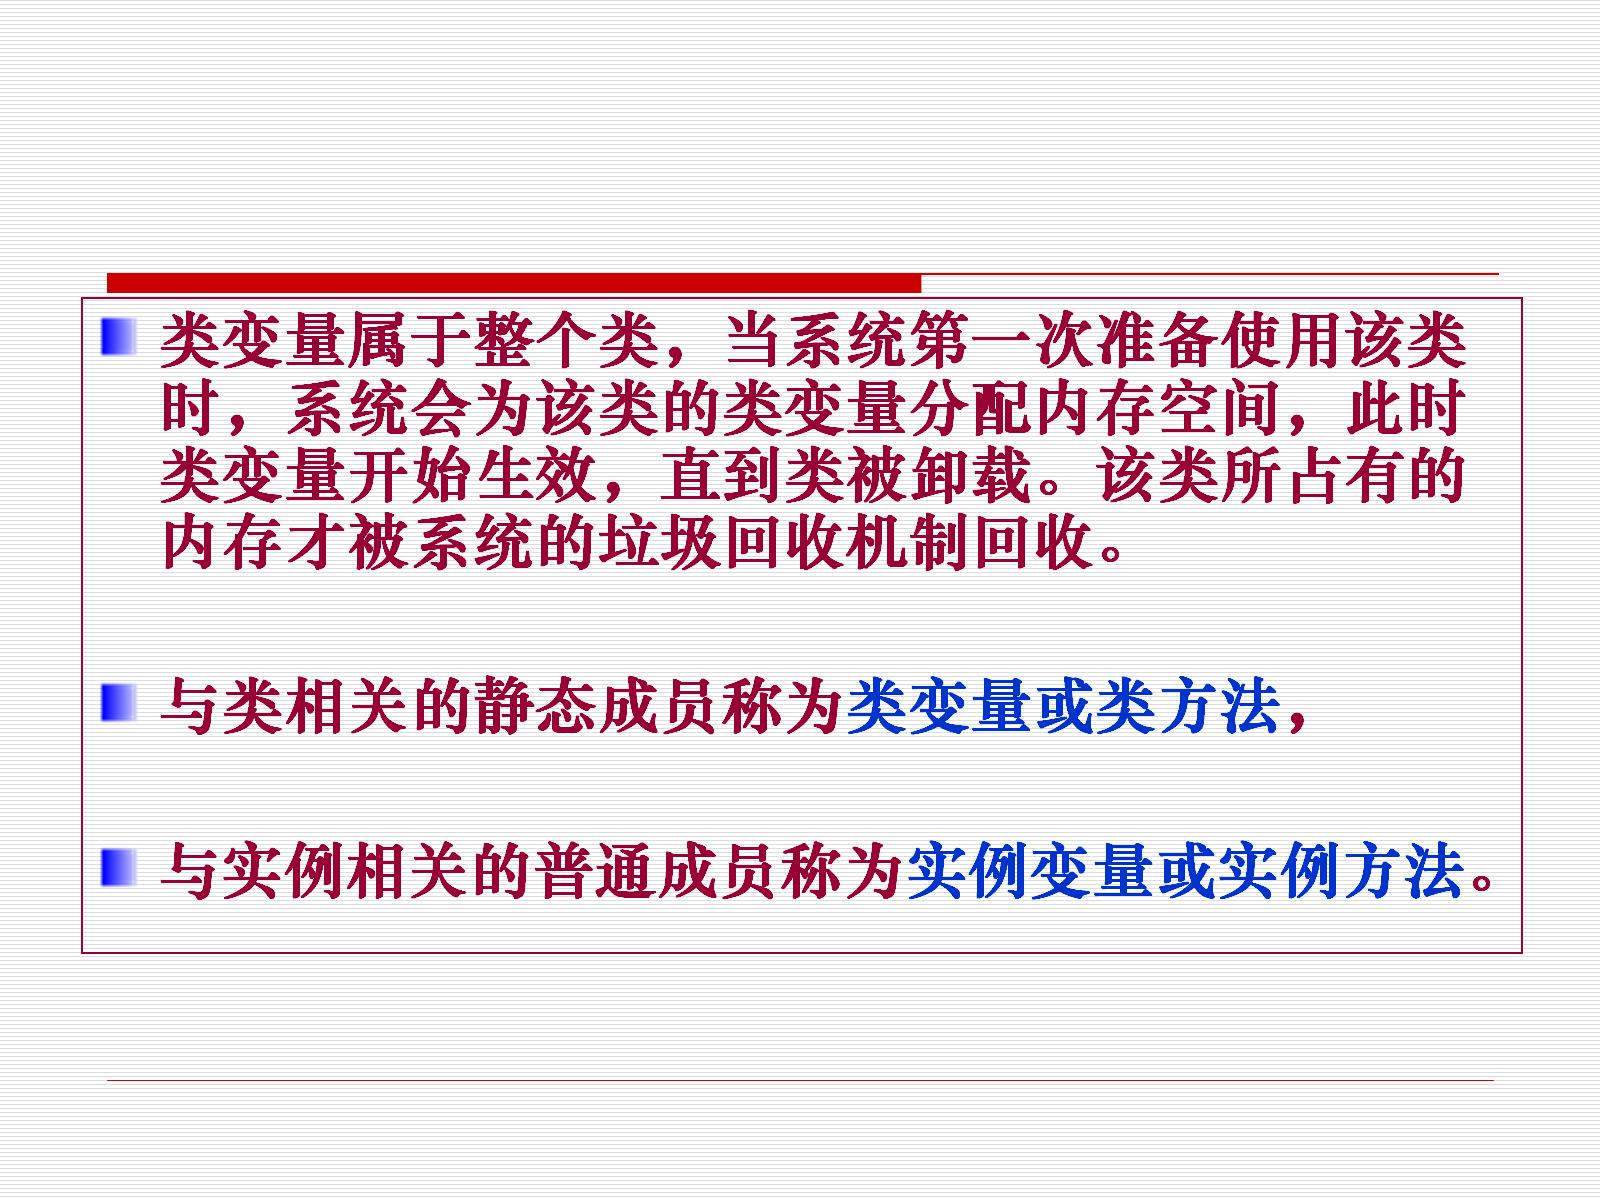 类变量属于整个类，当系统第一次准备使用该类
时，系统会为该类的类变量分配内存空间，此时
类变量开始生效，直到类被卸载。该类所占有的
内存才被系统的垃圾回收机制回收。
与类相关的静态成员称为类变量或类方法，
与实例相关的普通成员称为实例变量或实例方法。